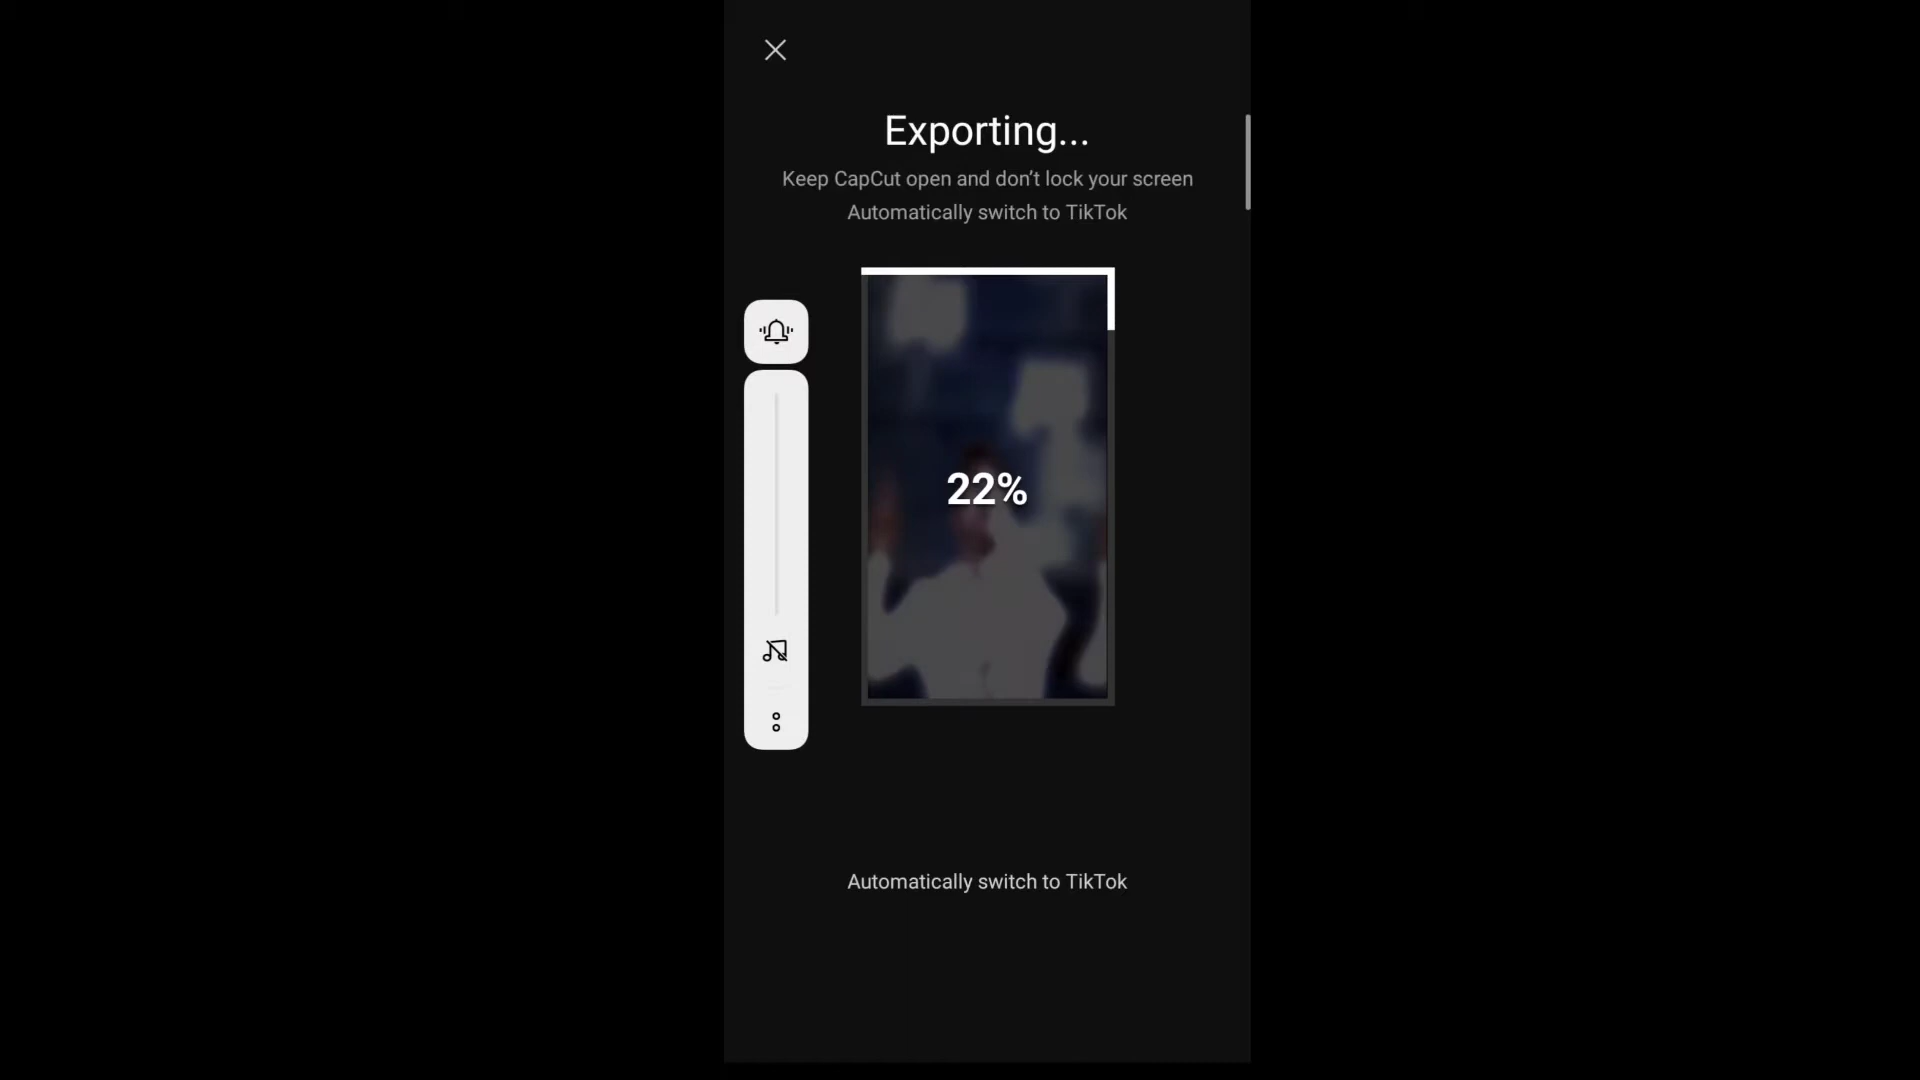 Exporting...
Keep CapCut open and don’t lock your screen
Automatically switch to TikTok
22%
Automatically switch to TikTok